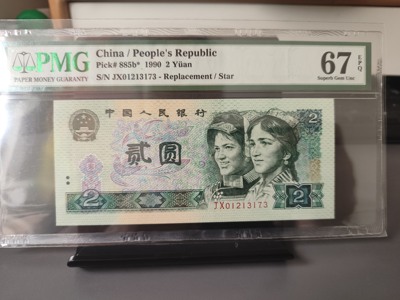 PMG
PAPER MONEY GUARANTY
China / People's Republic
Pick# 885b* 1990 2 Yüan
S/N JX01213173 - Replacement / Star
67 EPQ
Superb Gem Unc
中国人民银行
贰圆
2
2
2
JX01213173